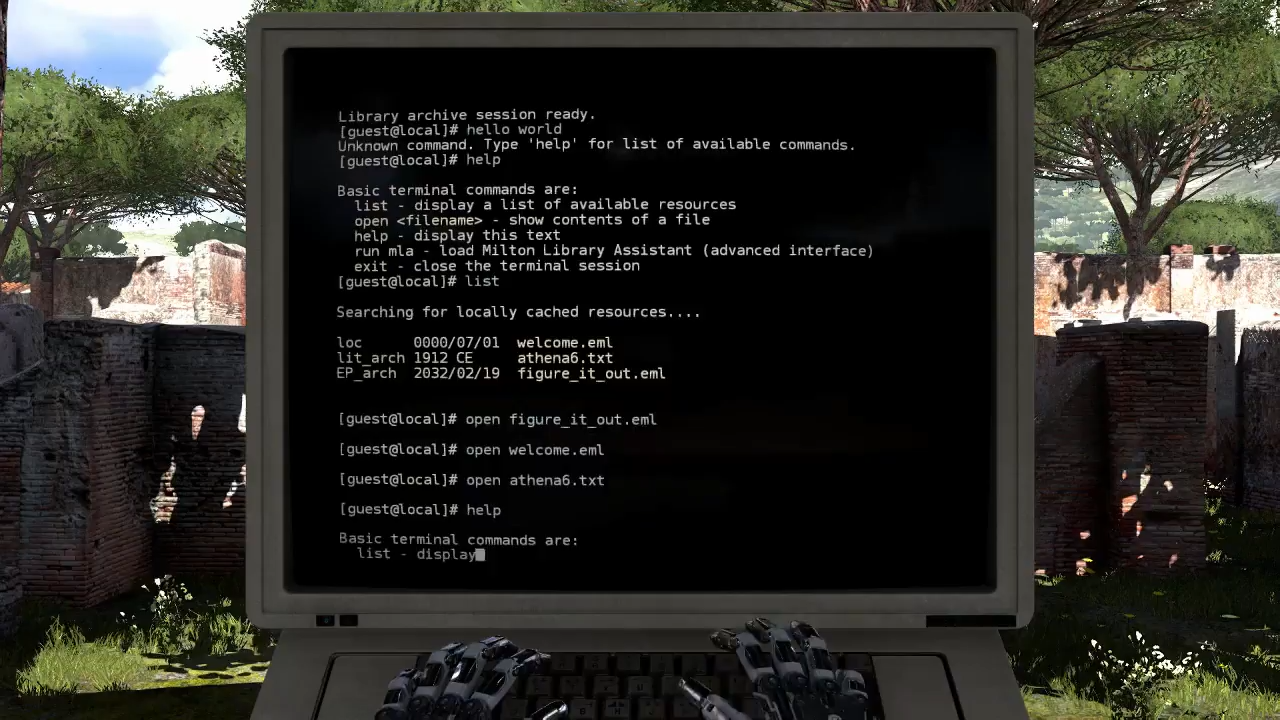 Library archive session ready.
[guest@local]# hello world
Unknown command. Type 'help' for list of available commands.
[guest@local]# help
Basic terminal commands are:
list - display a list of available resources
open <filename> - show contents of a file
help - display this text
run mla - load Milton Library Assistant (advanced interface)
exit - close the terminal session
[guest@local]# list
Searching for locally cached resources....
loc 0000/07/01 welcome.eml
lit_arch 1912 CE athena6.txt
EP_arch 2032/02/19 figure_it_out.eml
[guest@local]# open figure_it_out.eml
[guest@local]# open welcome.eml
[guest@local]# open athena6.txt
[guest@local]# help
Basic terminal commands are:
list - display